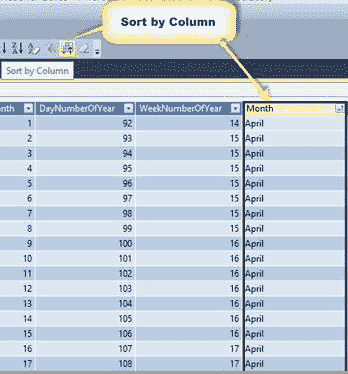 Sort by Column
Sort by Column
nth DayNumberOfYear WeekNumberOfYear Month
1 92 14 April
2 93 15 April
3 94 15 April
4 95 15 April
5 96 15 April
6 97 15 April
7 98 15 April
8 99 15 April
9 100 16 April
10 101 16 April
11 102 16 April
12 103 16 April
13 104 16 April
14 105 16 April
15 106 16 April
16 107 17 April
17 108 17 April